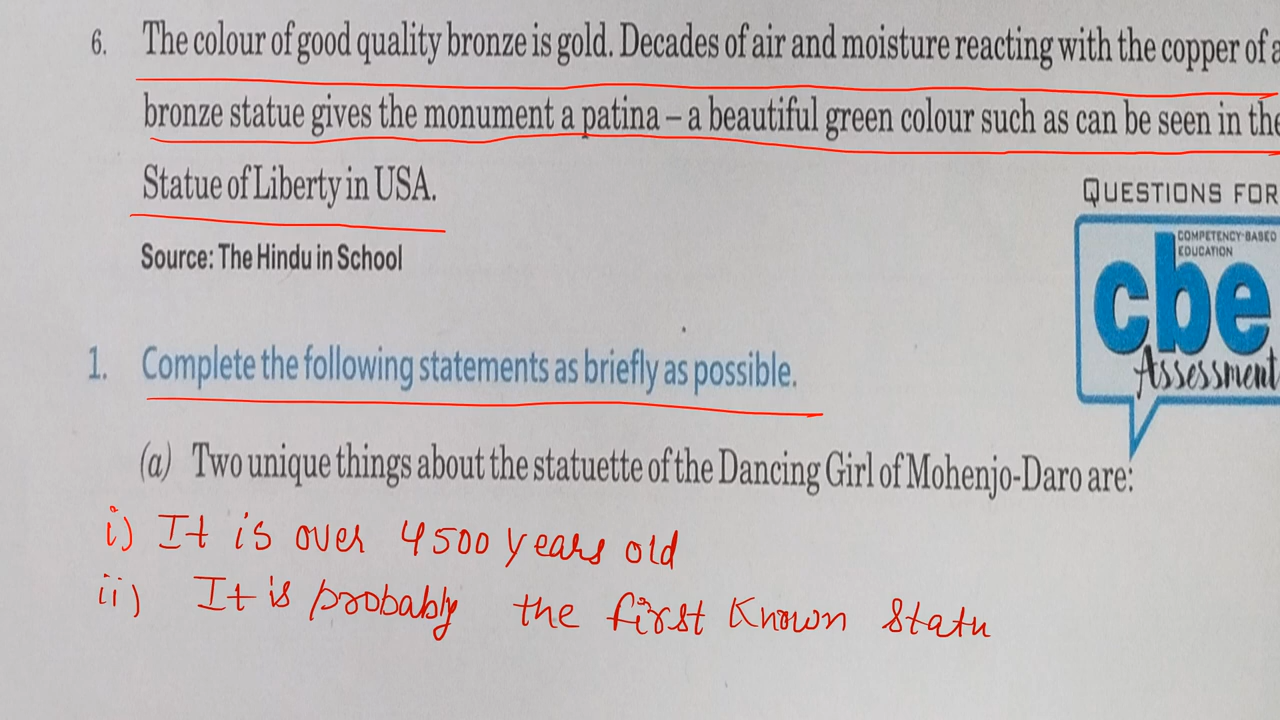 6. The colour of good quality bronze is gold. Decades of air and moisture reacting with the copper of a
bronze statue gives the monument a patina – a beautiful green colour such as can be seen in the
Statue of Liberty in USA.
Source: The Hindu in School
QUESTIONS FOR
COMPETENCY-BASED
EDUCATION
cbe
Assessment
1. Complete the following statements as briefly as possible.
(a) Two unique things about the statuette of the Dancing Girl of Mohenjo-Daro are:
i) It is over 4500 years old
ii) It is probably the first known statu